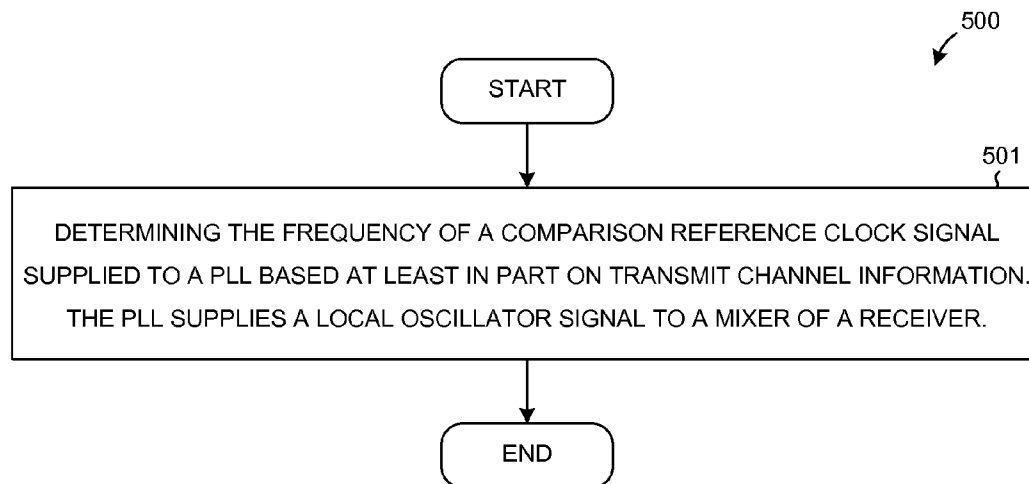 500
START
501
DETERMINING THE FREQUENCY OF A COMPARISON REFERENCE CLOCK SIGNAL
SUPPLIED TO A PLL BASED AT LEAST IN PART ON TRANSMIT CHANNEL INFORMATION.
THE PLL SUPPLIES A LOCAL OSCILLATOR SIGNAL TO A MIXER OF A RECEIVER.
END